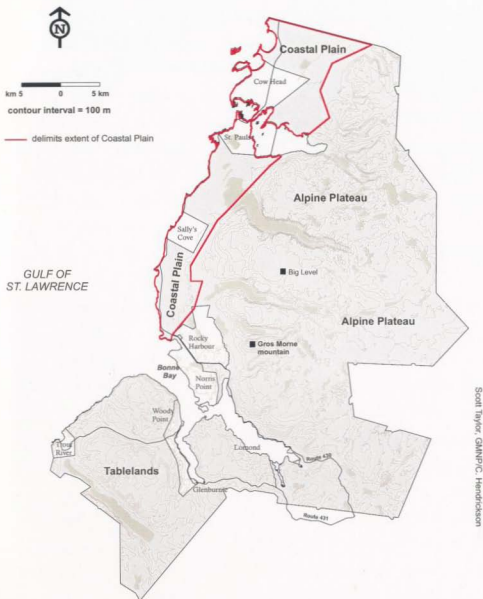 N
km 5 0 5 km
contour interval = 100 m
delimits extent of Coastal Plain
Coastal Plain
Cow Head
St. Pauls
Alpine Plateau
Sally's
Cove
Coastal Plain
GULF OF
ST. LAWRENCE
Big Level
Alpine Plateau
Rocky
Harbour
Gros Morne
mountain
Bonne
Bay
Norris
Point
Woody
Point
Trout
River
Lomond
Route 430
Tablelands
Glenburnie
Route 431
Scott Taylor, GMNP/C. Hendrickson